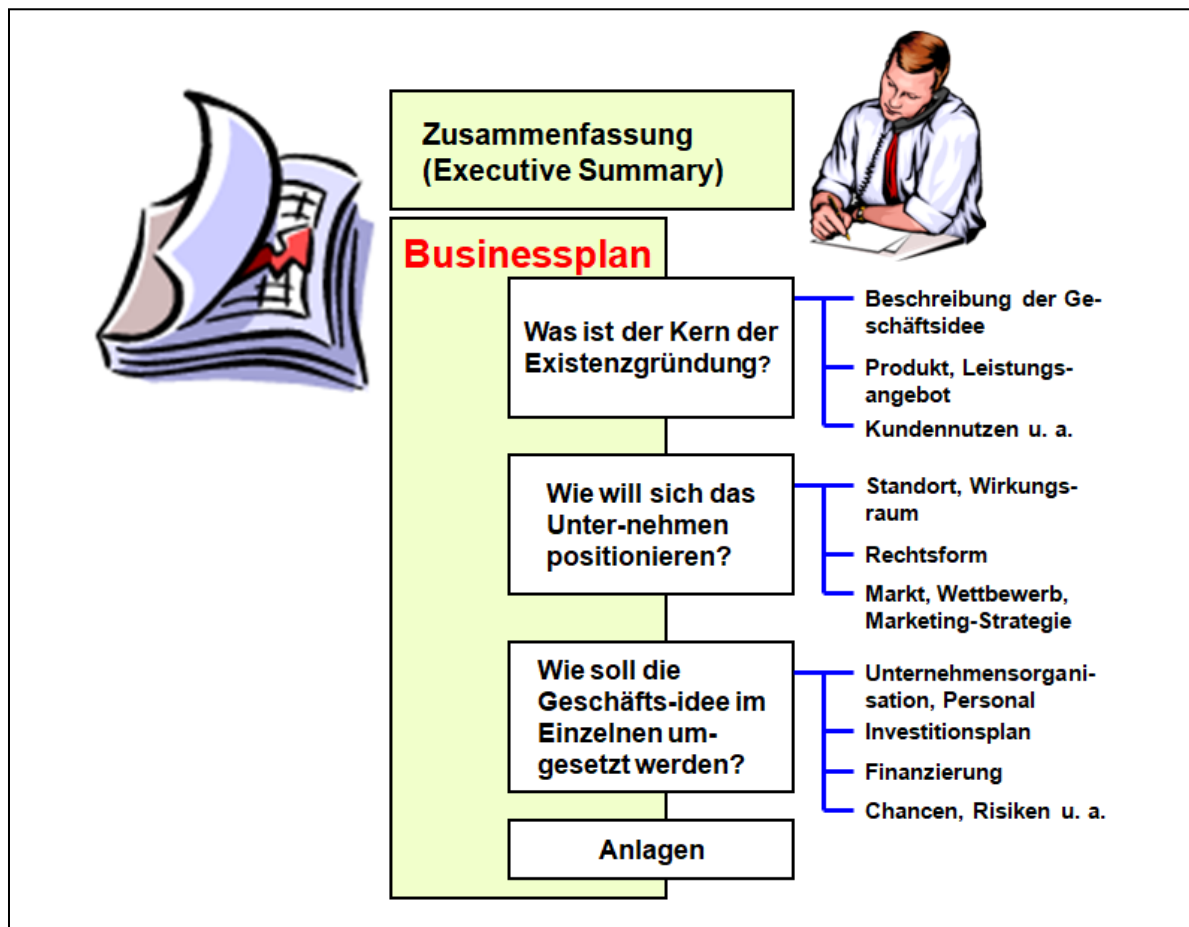 Zusammenfassung
(Executive Summary)
Businessplan
Was ist der Kern der
Existenzgründung?
Beschreibung der Ge-
schäftsidee
Produkt, Leistungs-
angebot
Kundennutzen u. a.
Wie will sich das
Unter-nehmen
positionieren?
Standort, Wirkungs-
raum
Rechtsform
Markt, Wettbewerb,
Marketing-Strategie
Wie soll die
Geschäfts-idee im
Einzelnen um-
gesetzt werden?
Unternehmensorgani-
sation, Personal
Investitionsplan
Finanzierung
Chancen, Risiken u. a.
Anlagen